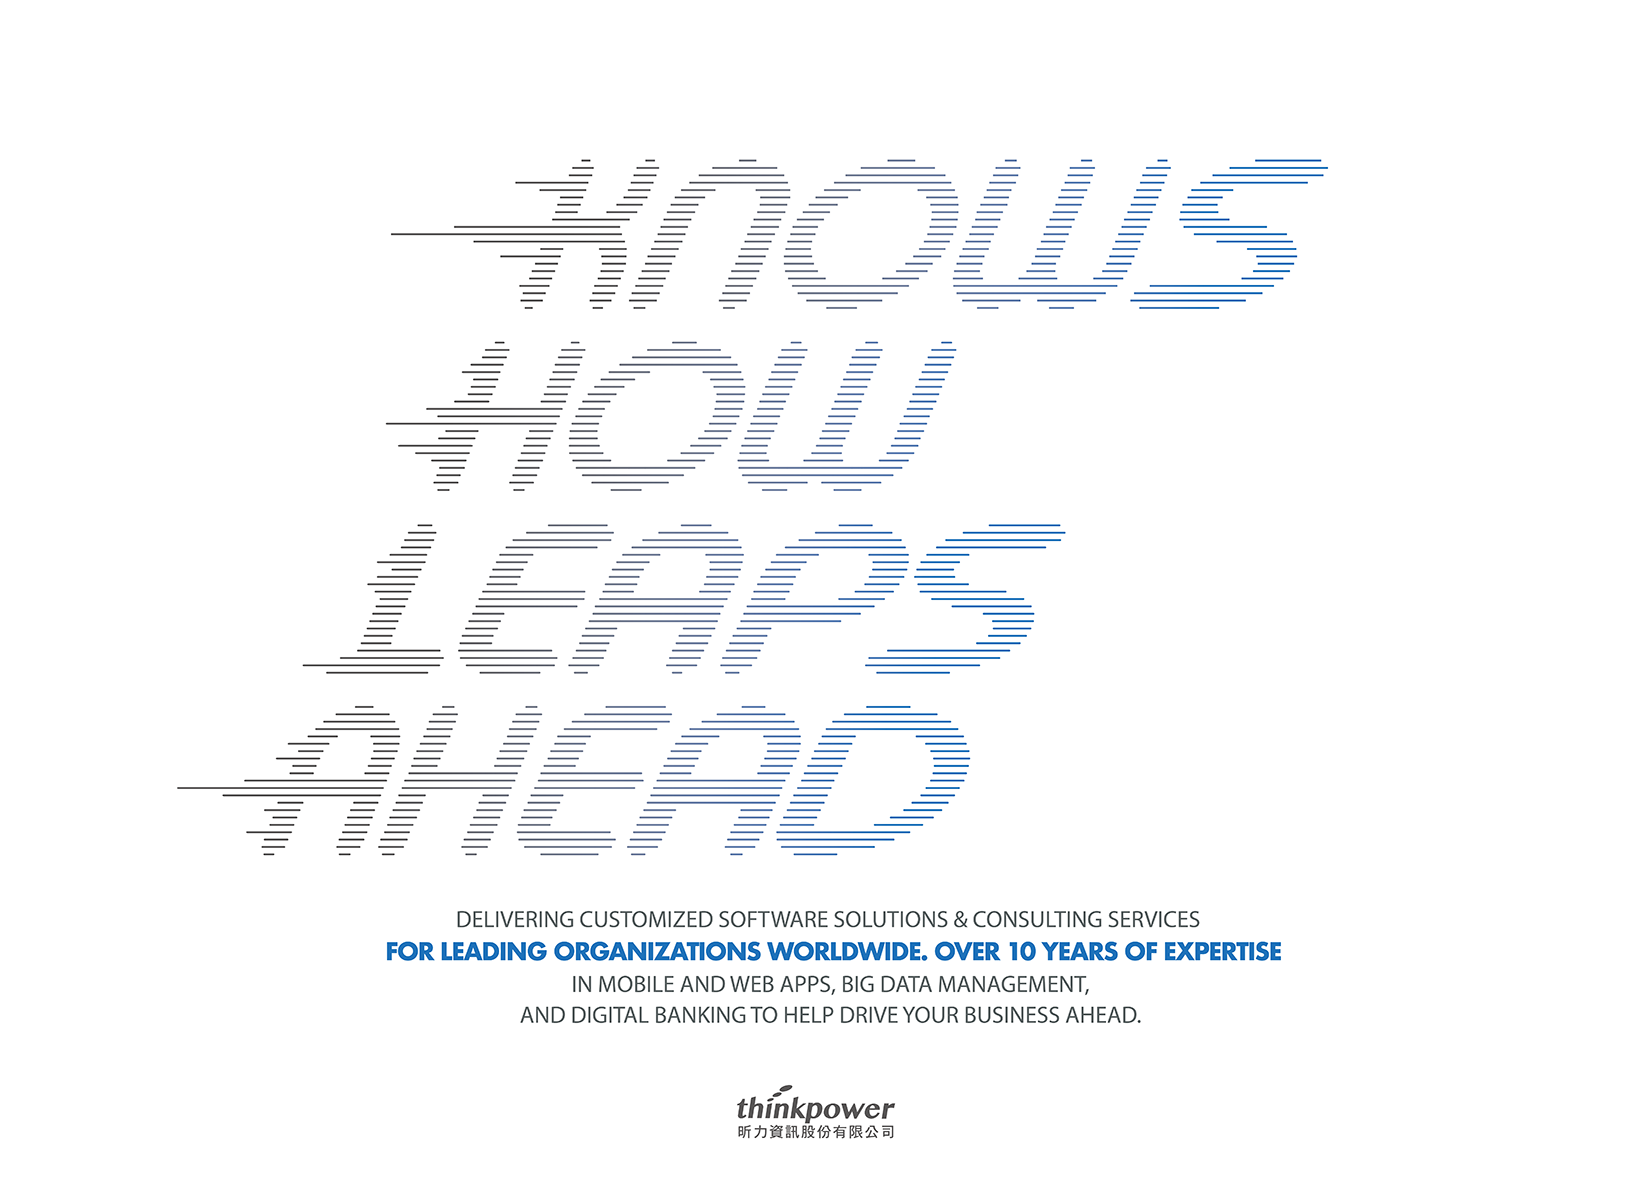 KNOWS
HOW
LEAPS
AHEAD
DELIVERING CUSTOMIZED SOFTWARE SOLUTIONS & CONSULTING SERVICES
FOR LEADING ORGANIZATIONS WORLDWIDE. OVER 10 YEARS OF EXPERTISE
IN MOBILE AND WEB APPS, BIG DATA MANAGEMENT,
AND DIGITAL BANKING TO HELP DRIVE YOUR BUSINESS AHEAD.
thinkpower
昕力資訊股份有限公司